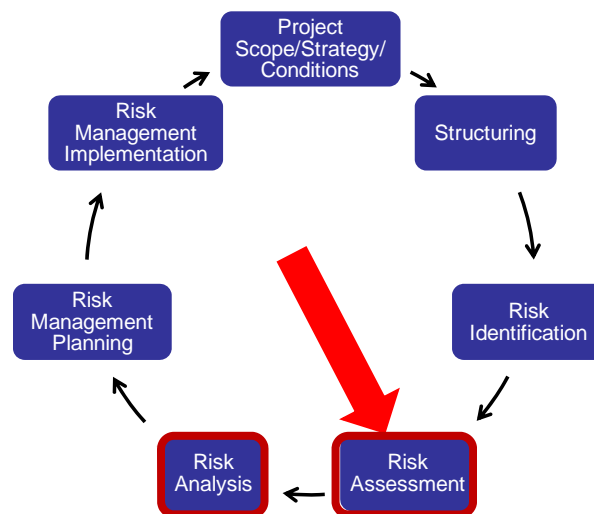 Project
Scope/Strategy/
Conditions
Structuring
Risk
Identification
Risk
Assessment
Risk
Analysis
Risk
Management
Planning
Risk
Management
Implementation